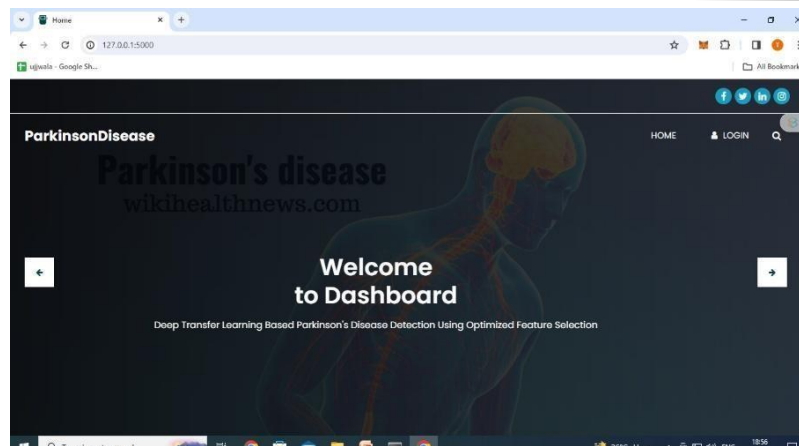 Home
127.0.0.1:5000
ujjwala - Google Sh...
All Bookmark
ParkinsonDisease
HOME
LOGIN
Parkinson's disease
wikihealthnews.com
Welcome
to Dashboard
Deep Transfer Learning Based Parkinson's Disease Detection Using Optimized Feature Selection
18:56